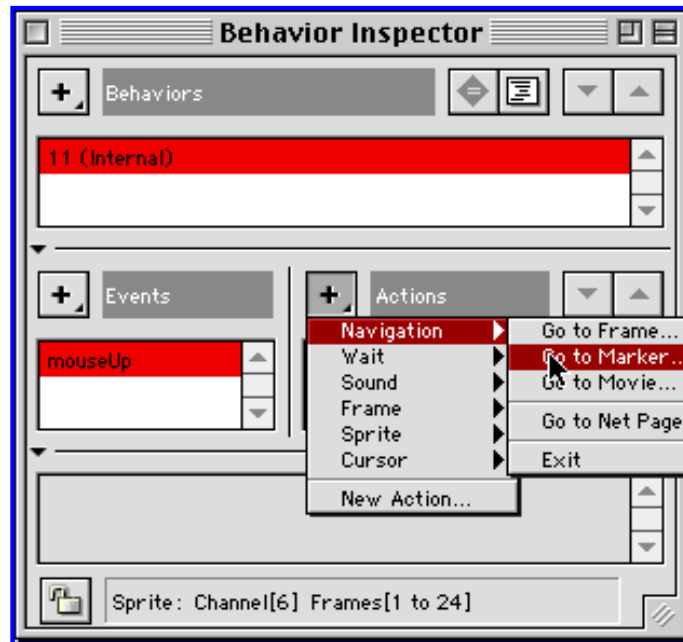 Behavior Inspector
Behaviors
11 (Internal)
Events
Actions
mouseUp
Navigation
Wait
Sound
Frame
Sprite
Cursor
New Action...
Go to Frame...
Go to Marker..
Go to Movie...
Go to Net Page
Exit
Sprite: Channel[6] Frames[1 to 24]